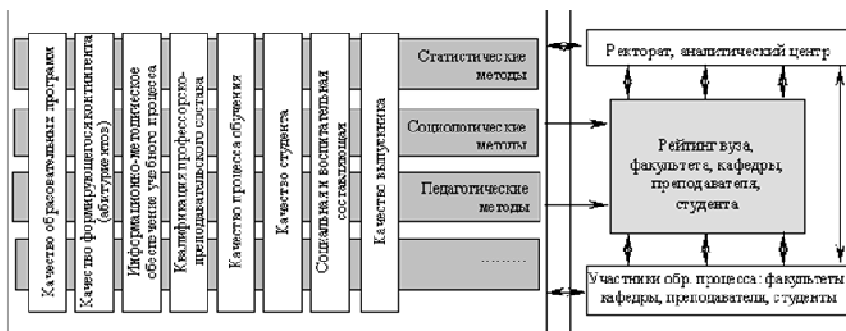 Качество образовательных программ
Качество формирующегося контингента
(абитуриентов)
Информационно-методическое
обеспечение учебного процесса
Квалификация профессорско-
преподавательского состава
Качество процесса обучения
Качество студента
Социальная и воспитательная
составляющая
Качество выпускника
Статистические
методы
Социологические
методы
Педагогические
методы
..........
Ректорат, аналитический центр
Рейтинг вуза,
факультета, кафедры,
преподавателя,
студента
Участники обр. процесса: факультеты
кафедры, преподаватели, студенты